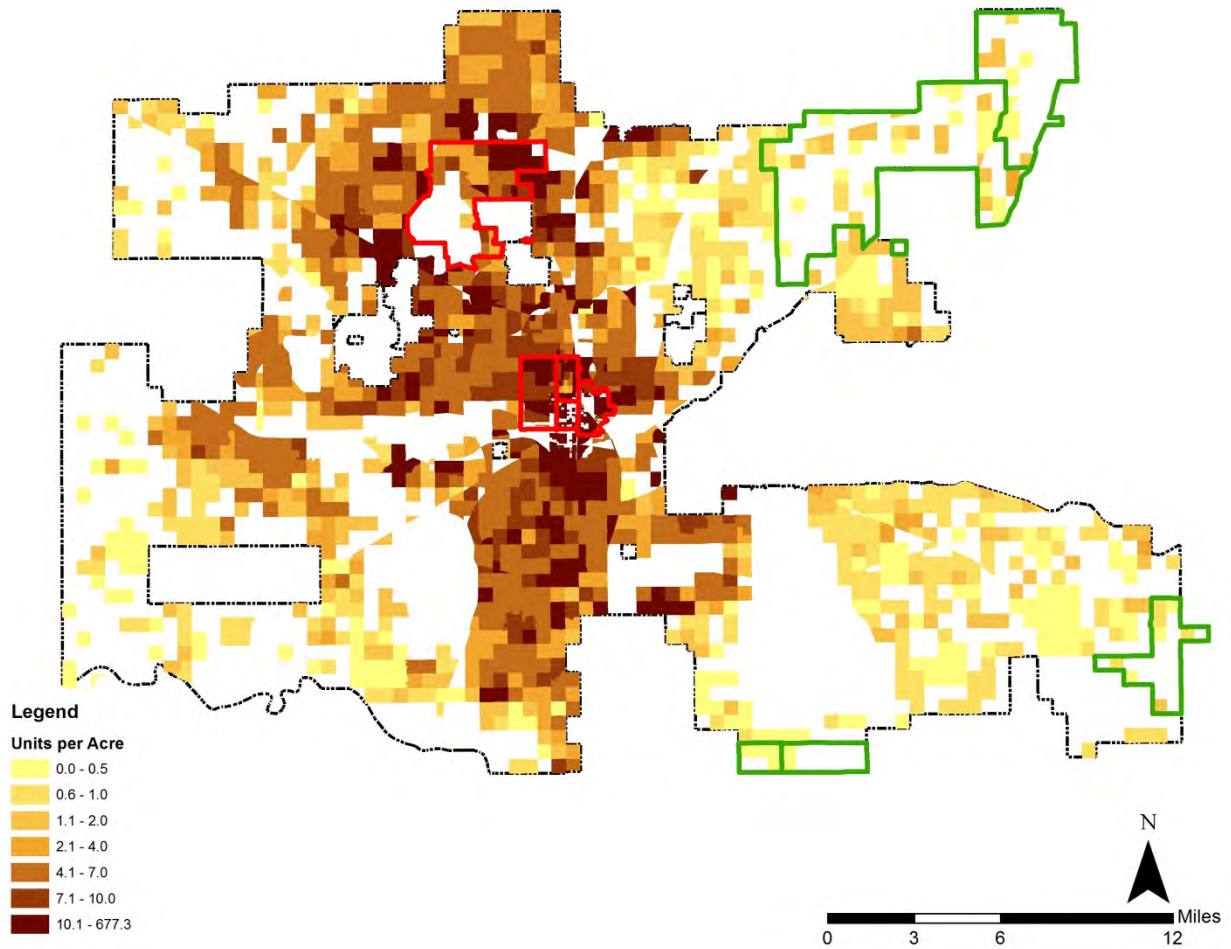 Legend
Units per Acre
0.0 - 0.5
0.6 - 1.0
1.1 - 2.0
2.1 - 4.0
4.1 - 7.0
7.1 - 10.0
10.1 - 677.3
N
Miles
0 3 6 12